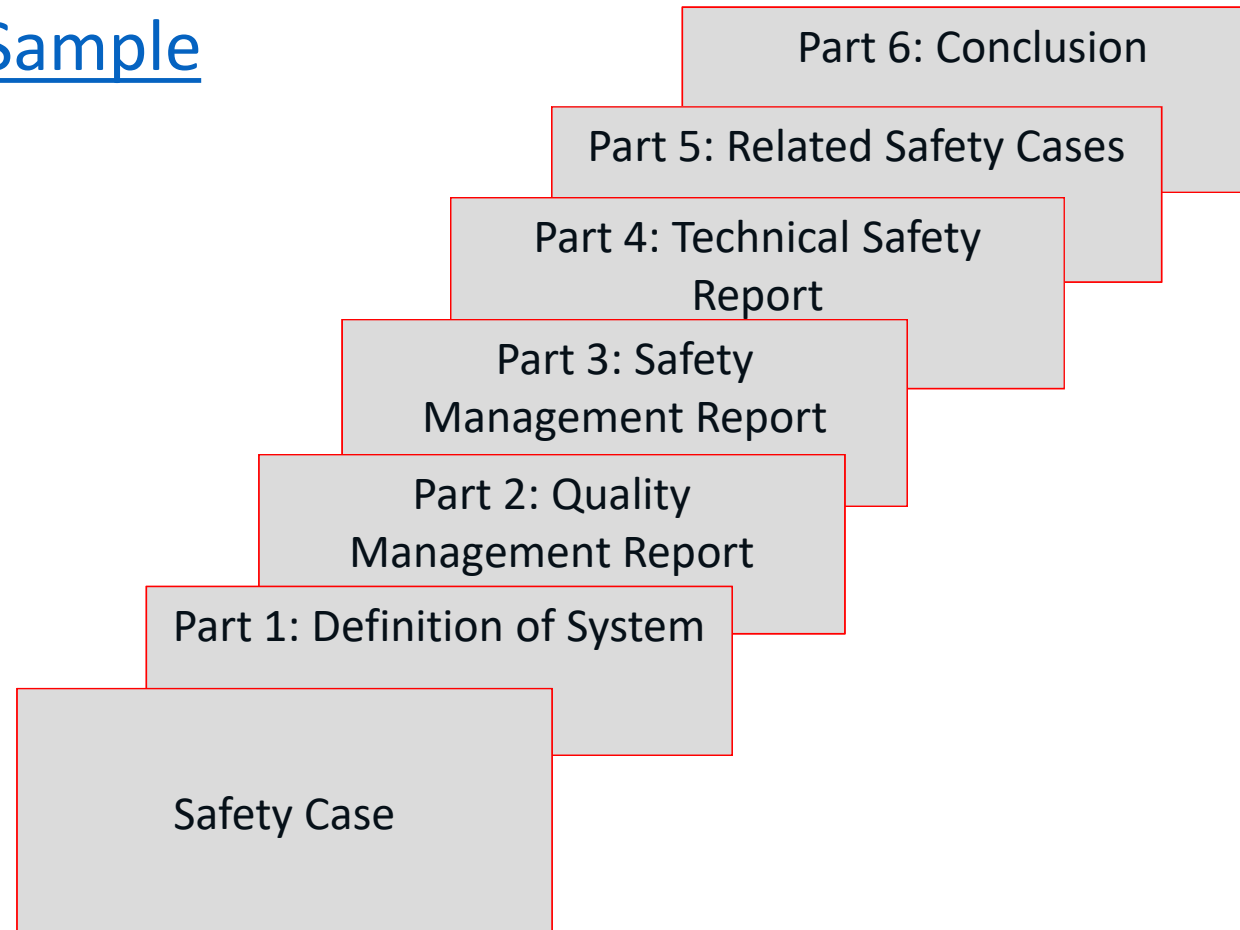 Sample
Part 6: Conclusion
Part 5: Related Safety Cases
Part 4: Technical Safety
Report
Part 3: Safety
Management Report
Part 2: Quality
Management Report
Part 1: Definition of System
Safety Case